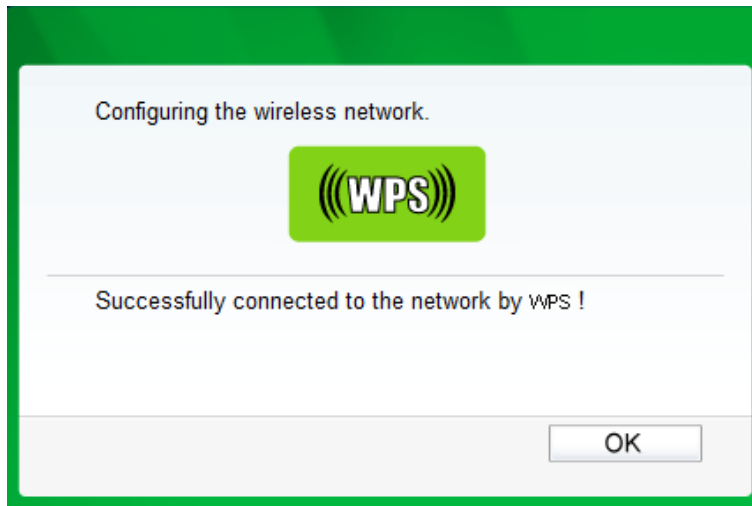 Configuring the wireless network.
(((WPS)))
Successfully connected to the network by WPS !
OK